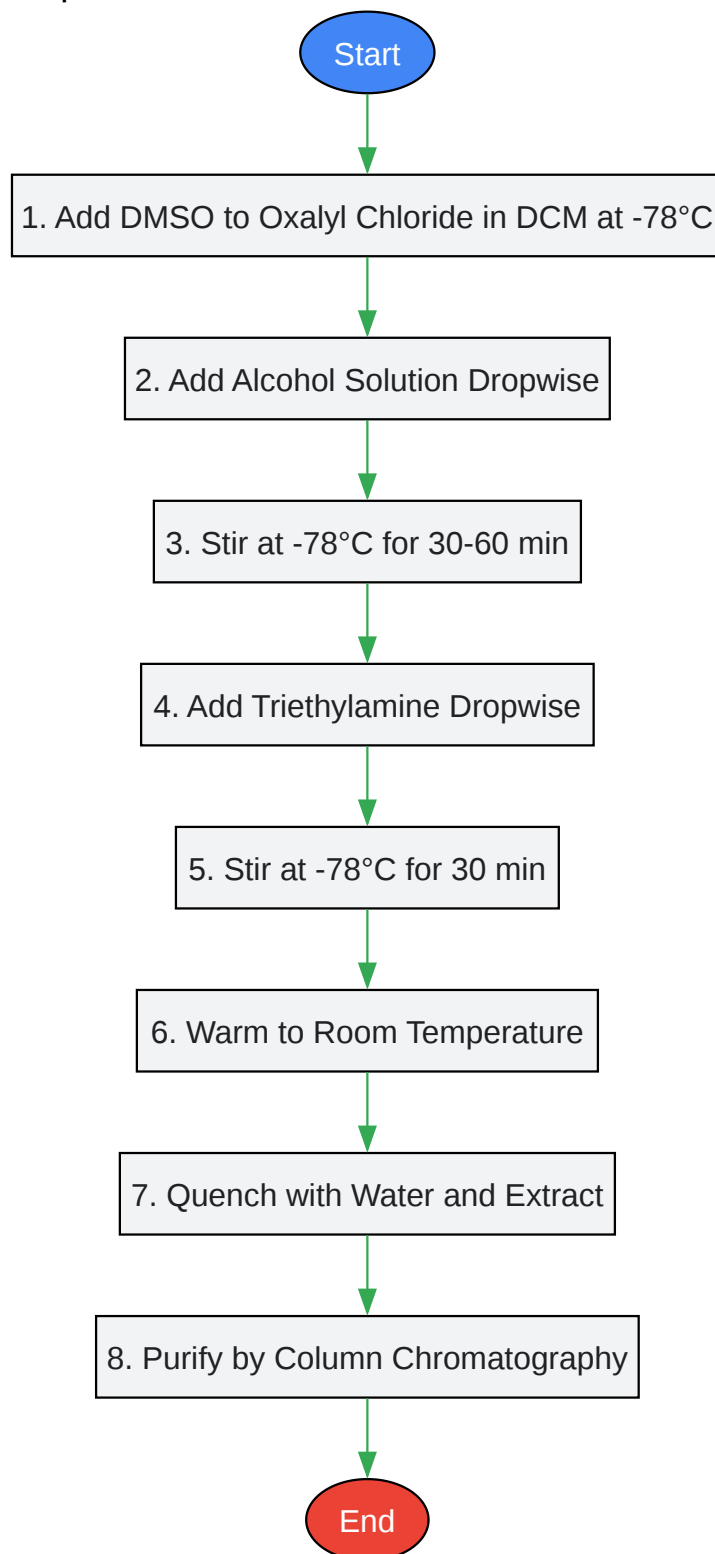 Start
1. Add DMSO to Oxalyl Chloride in DCM at -78°C
2. Add Alcohol Solution Dropwise
3. Stir at -78°C for 30-60 min
4. Add Triethylamine Dropwise
5. Stir at -78°C for 30 min
6. Warm to Room Temperature
7. Quench with Water and Extract
8. Purify by Column Chromatography
End